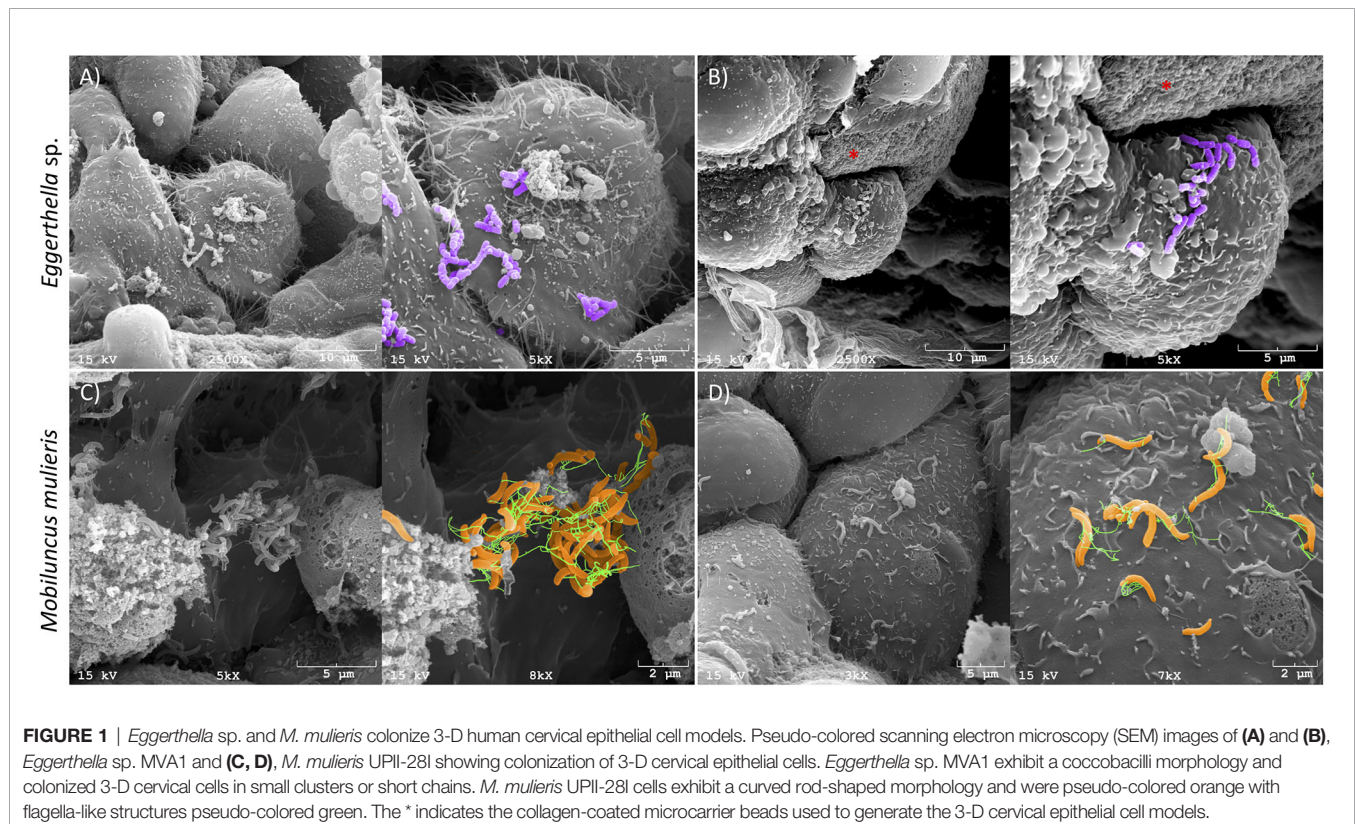 Eggerthella sp.
A)
15 kV 2500X 10 µm
15 kV 5kX 5 µm
B)
*
15 kV 2500X 10 µm
*
15 kV 5kX 5 µm
Mobiluncus mulieris
C)
15 kV 5kX 5 µm
15 kV 8kX 2 µm
D)
15 kV 3kX 5 µm
15 kV 7kX 2 µm
FIGURE 1 | Eggerthella sp. and M. mulieris colonize 3-D human cervical epithelial cell models. Pseudo-colored scanning electron microscopy (SEM) images of (A) and (B),
Eggerthella sp. MVA1 and (C, D), M. mulieris UPII-28I showing colonization of 3-D cervical epithelial cells. Eggerthella sp. MVA1 exhibit a coccobacilli morphology and
colonized 3-D cervical cells in small clusters or short chains. M. mulieris UPII-28I cells exhibit a curved rod-shaped morphology and were pseudo-colored orange with
flagella-like structures pseudo-colored green. The * indicates the collagen-coated microcarrier beads used to generate the 3-D cervical epithelial cell models.